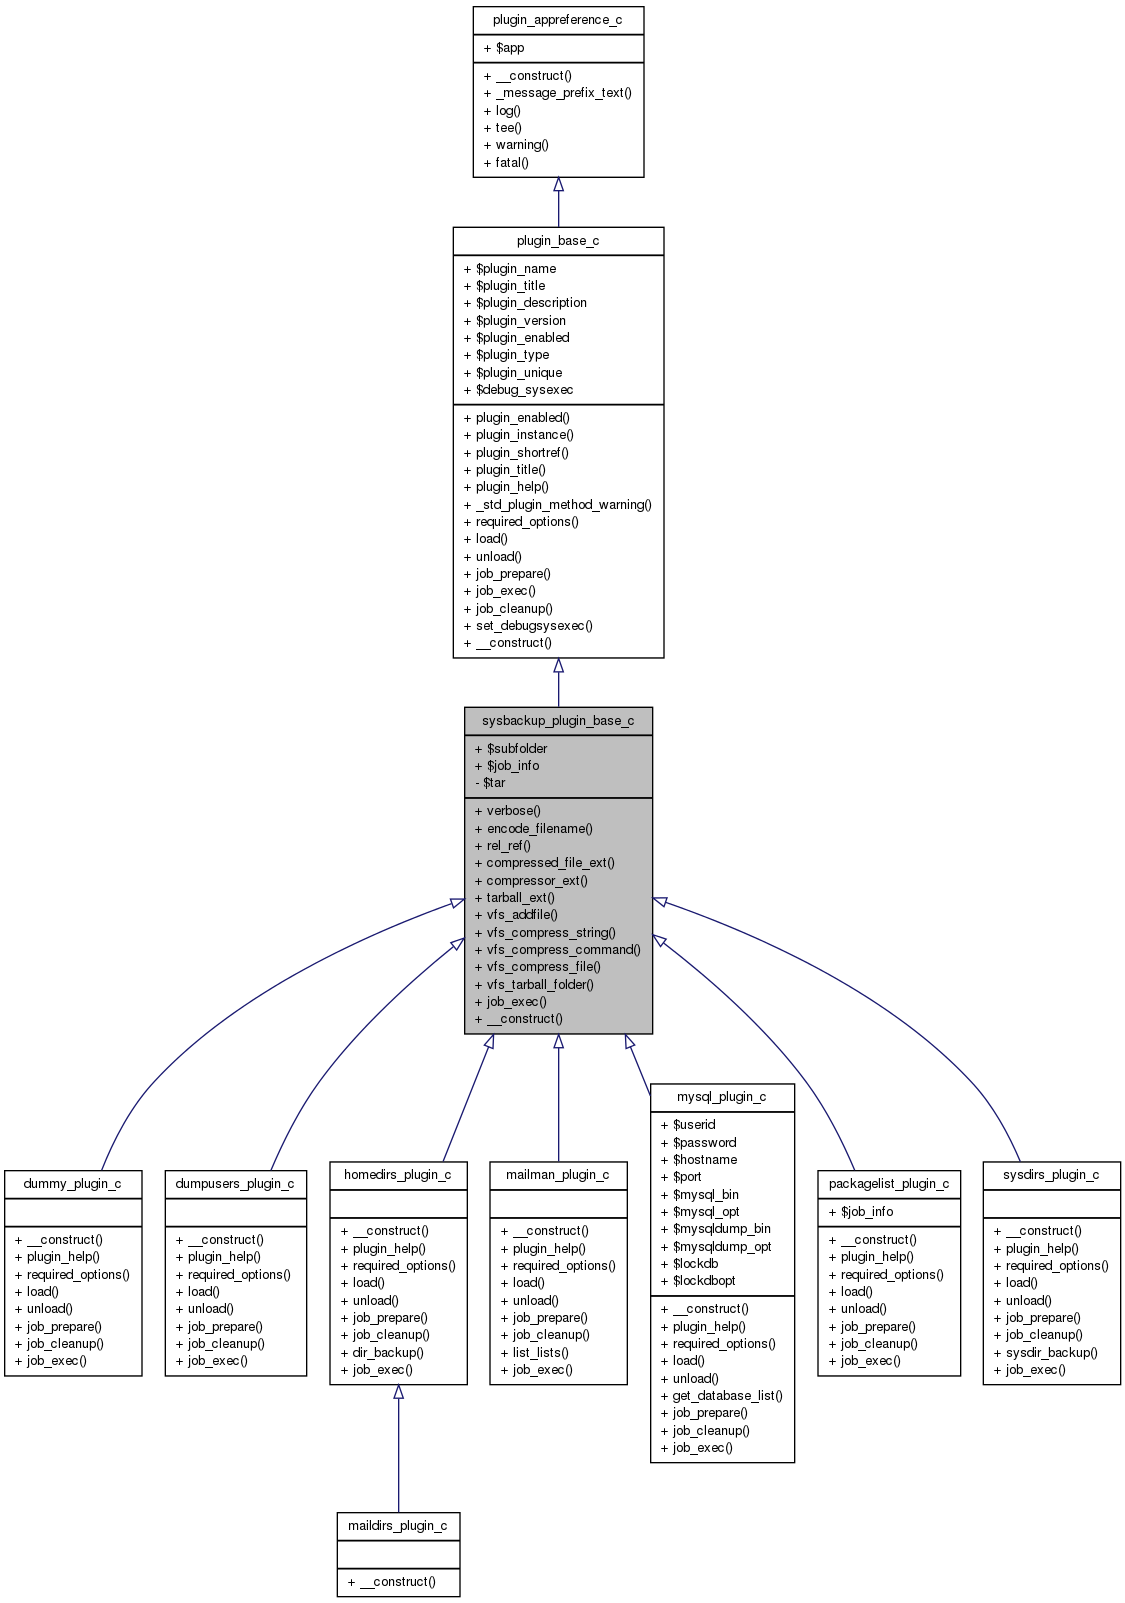 plugin_appreference_c
+ $app
+ __construct()
+ _message_prefix_text()
+ log()
+ tee()
+ warning()
+ fatal()
plugin_base_c
+ $plugin_name
+ $plugin_title
+ $plugin_description
+ $plugin_version
+ $plugin_enabled
+ $plugin_type
+ $plugin_unique
+ $debug_sysexec
+ plugin_enabled()
+ plugin_instance()
+ plugin_shortref()
+ plugin_title()
+ plugin_help()
+ _std_plugin_method_warning()
+ required_options()
+ load()
+ unload()
+ job_prepare()
+ job_exec()
+ job_cleanup()
+ set_debugsysexec()
+ __construct()
sysbackup_plugin_base_c
+ $subfolder
+ $job_info
- $tar
+ verbose()
+ encode_filename()
+ rel_ref()
+ compressed_file_ext()
+ compressor_ext()
+ tarball_ext()
+ vfs_addfile()
+ vfs_compress_string()
+ vfs_compress_command()
+ vfs_compress_file()
+ vfs_tarball_folder()
+ job_exec()
+ __construct()
dummy_plugin_c
+ __construct()
+ plugin_help()
+ required_options()
+ load()
+ unload()
+ job_prepare()
+ job_cleanup()
+ job_exec()
dumpusers_plugin_c
+ __construct()
+ plugin_help()
+ required_options()
+ load()
+ unload()
+ job_prepare()
+ job_cleanup()
+ job_exec()
homedirs_plugin_c
+ __construct()
+ plugin_help()
+ required_options()
+ load()
+ unload()
+ job_prepare()
+ job_cleanup()
+ dir_backup()
+ job_exec()
mailman_plugin_c
+ __construct()
+ plugin_help()
+ required_options()
+ load()
+ unload()
+ job_prepare()
+ job_cleanup()
+ list_lists()
+ job_exec()
mysql_plugin_c
+ $userid
+ $password
+ $hostname
+ $port
+ $mysql_bin
+ $mysql_opt
+ $mysqldump_bin
+ $mysqldump_opt
+ $lockdb
+ $lockdbopt
+ __construct()
+ plugin_help()
+ required_options()
+ load()
+ unload()
+ get_database_list()
+ job_prepare()
+ job_cleanup()
+ job_exec()
packagelist_plugin_c
+ $job_info
+ __construct()
+ plugin_help()
+ required_options()
+ load()
+ unload()
+ job_prepare()
+ job_cleanup()
+ job_exec()
sysdirs_plugin_c
+ __construct()
+ plugin_help()
+ required_options()
+ load()
+ unload()
+ job_prepare()
+ job_cleanup()
+ sysdir_backup()
+ job_exec()
maildirs_plugin_c
+ __construct()